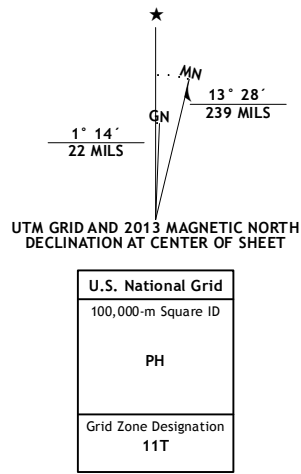 MN
GN
13° 28´
239 MILS
1° 14´
22 MILS
UTM GRID AND 2013 MAGNETIC NORTH
DECLINATION AT CENTER OF SHEET
U.S. National Grid
100,000-m Square ID
PH
Grid Zone Designation
11T